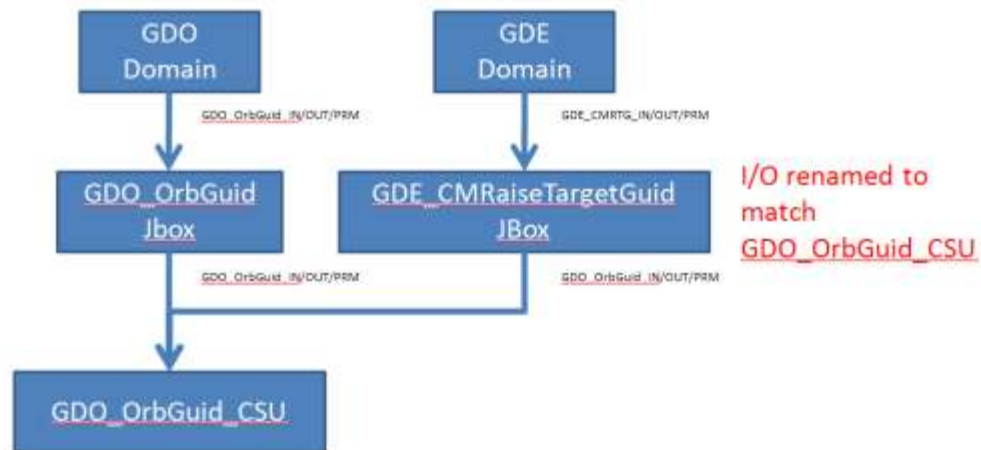 GDO
Domain
GDE
Domain
GDO_OrbGuid_IN/OUT/PRM
GDE_CMRTG_IN/OUT/PRM
GDO_OrbGuid
Jbox
GDE_CMRaiseTargetGuid
JBox
I/O renamed to
match
GDO_OrbGuid_CSU
GDO_OrbGuid_IN/OUT/PRM
GDO_OrbGuid_IN/OUT/PRM
GDO_OrbGuid_CSU